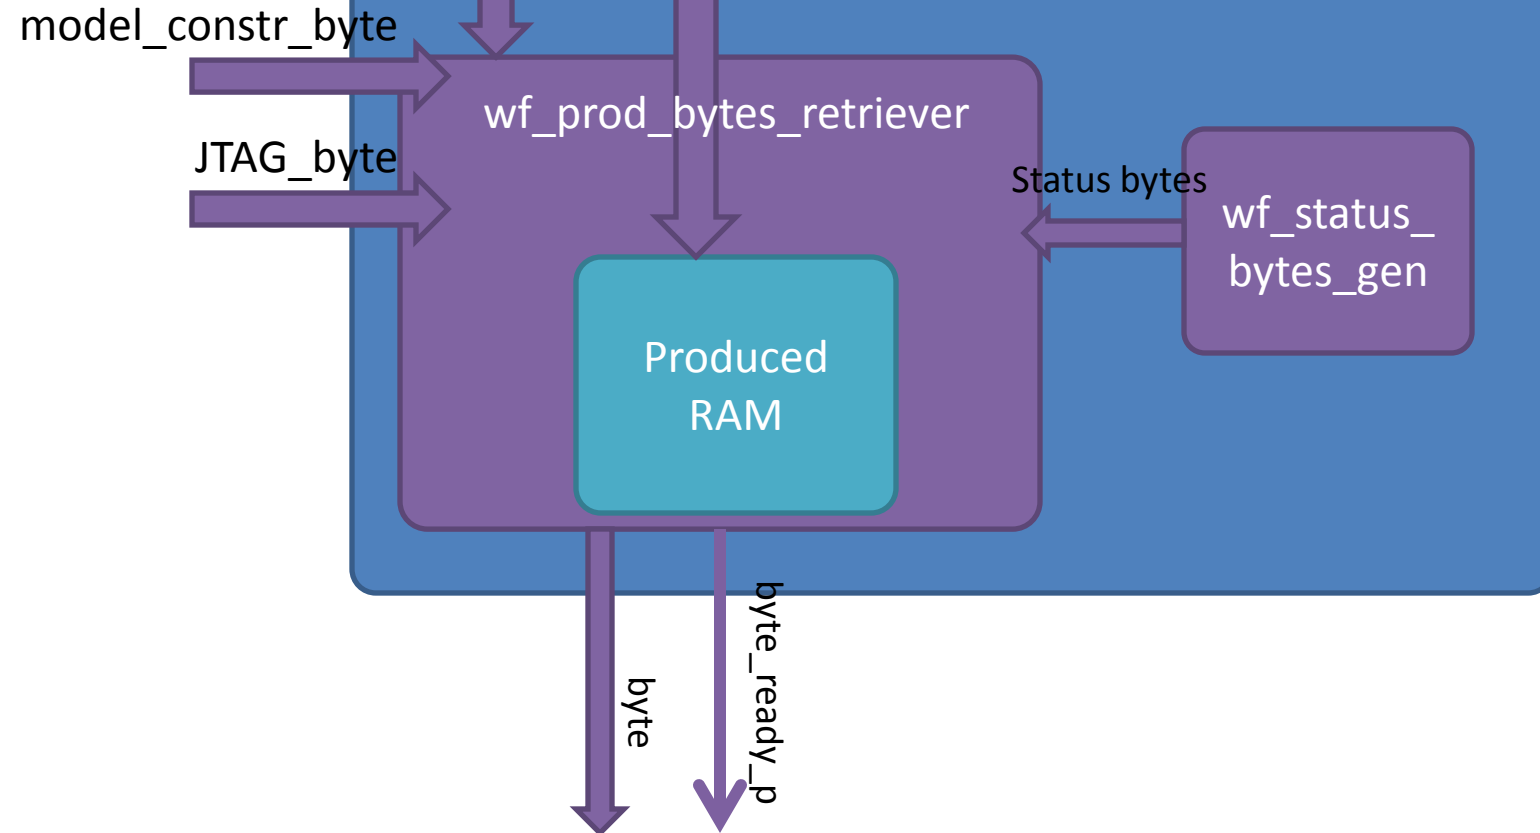 model_constr_byte
wf_prod_bytes_retriever
JTAG_byte
Status bytes
wf_status_
bytes_gen
Produced
RAM
byte
byte_ready_p